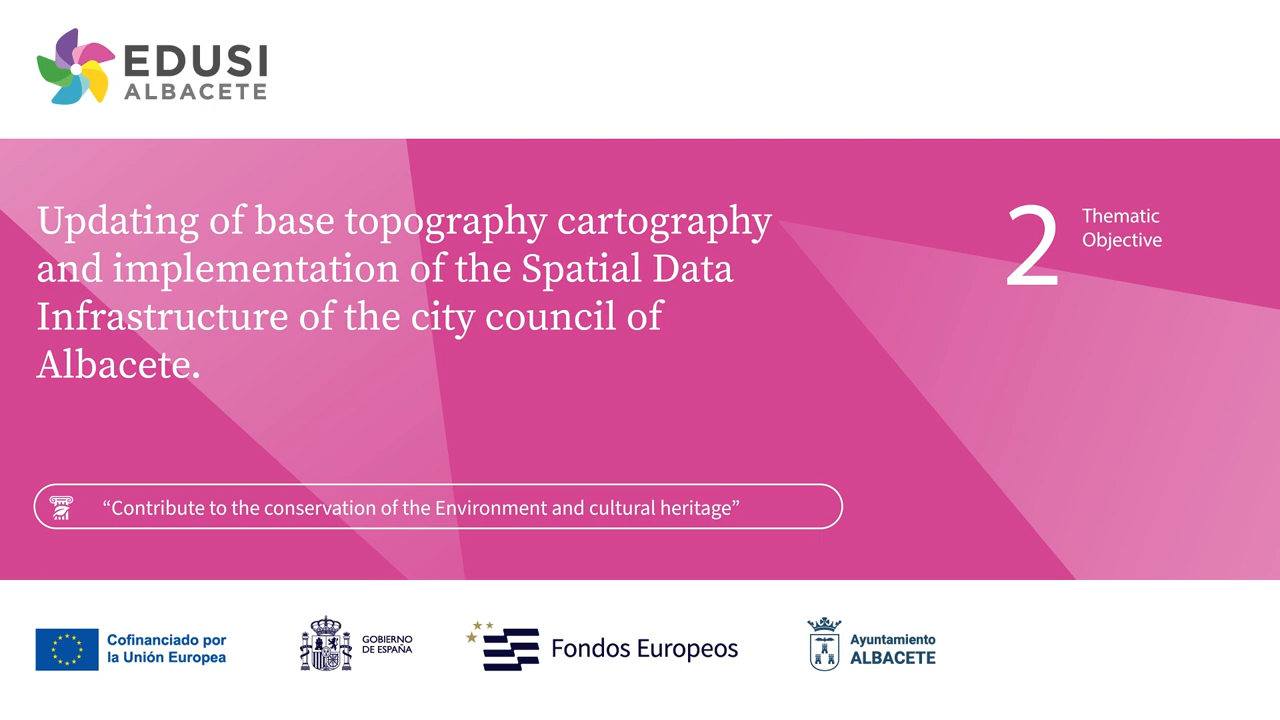 EDUSI
ALBACETE
Updating of base topography cartography
and implementation of the Spatial Data
Infrastructure of the city council of
Albacete.
2
Thematic
Objective
“Contribute to the conservation of the Environment and cultural heritage”
Cofinanciado por
la Unión Europea
GOBIERNO
DE ESPAÑA
Fondos Europeos
Ayuntamiento
ALBACETE